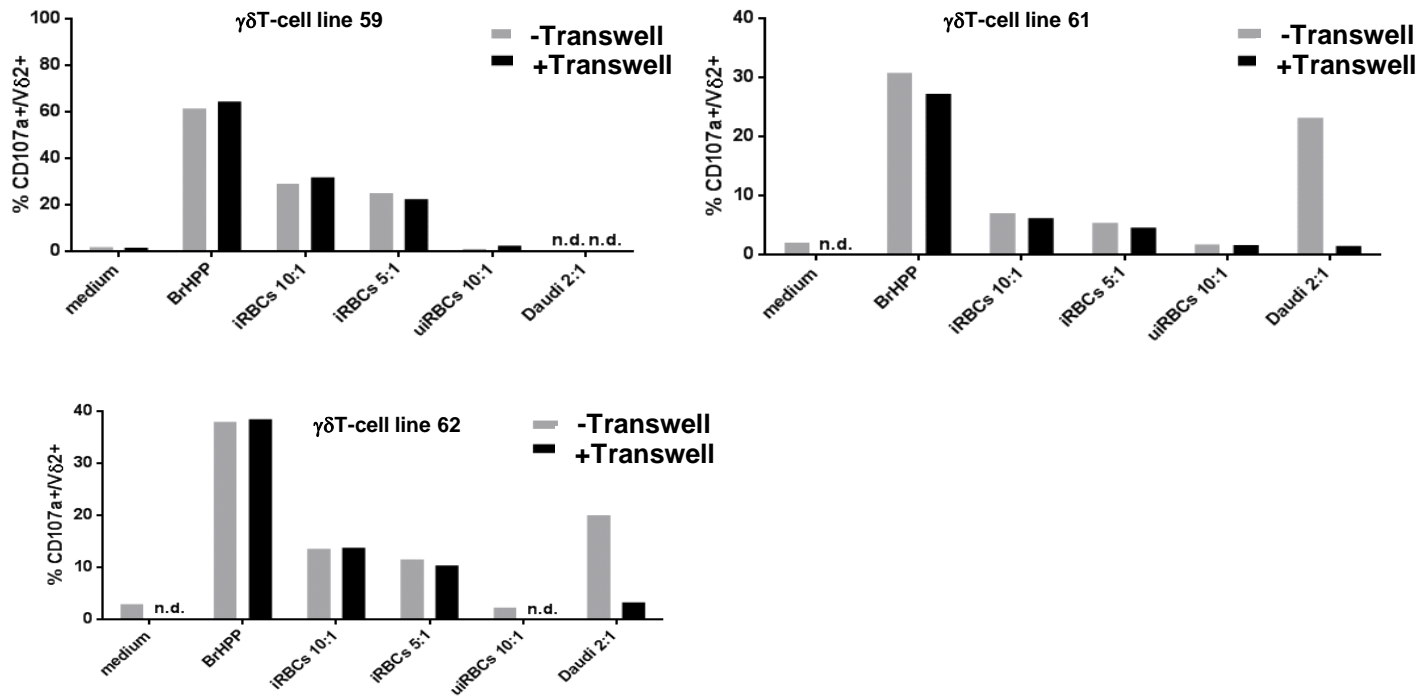 γδT-cell line 59
-Transwell
+Transwell
% CD107a+/Vδ2+
100
80
60
40
20
0
n.d. n.d.
medium
BrHPP
iRBCs 10:1
iRBCs 5:1
uiRBCs 10:1
Daudi 2:1
γδT-cell line 61
-Transwell
+Transwell
% CD107a+/Vδ2+
40
30
20
10
0
n.d.
medium
BrHPP
iRBCs 10:1
iRBCs 5:1
uiRBCs 10:1
Daudi 2:1
γδT-cell line 62
-Transwell
+Transwell
% CD107a+/Vδ2+
40
30
20
10
0
n.d.
n.d.
medium
BrHPP
iRBCs 10:1
iRBCs 5:1
uiRBCs 10:1
Daudi 2:1